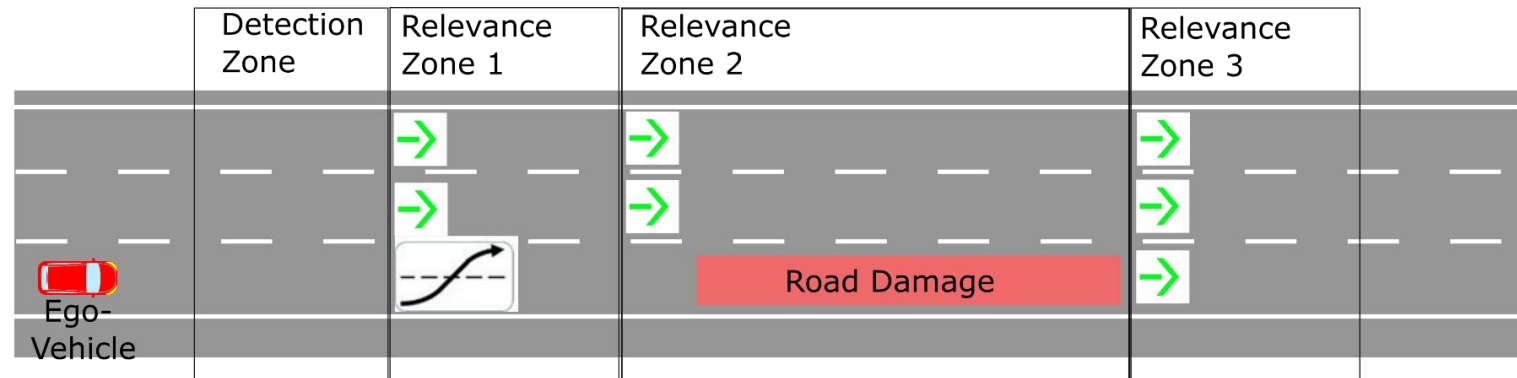 Detection
Zone
Relevance
Zone 1
Relevance
Zone 2
Relevance
Zone 3
Road Damage
Ego-
Vehicle